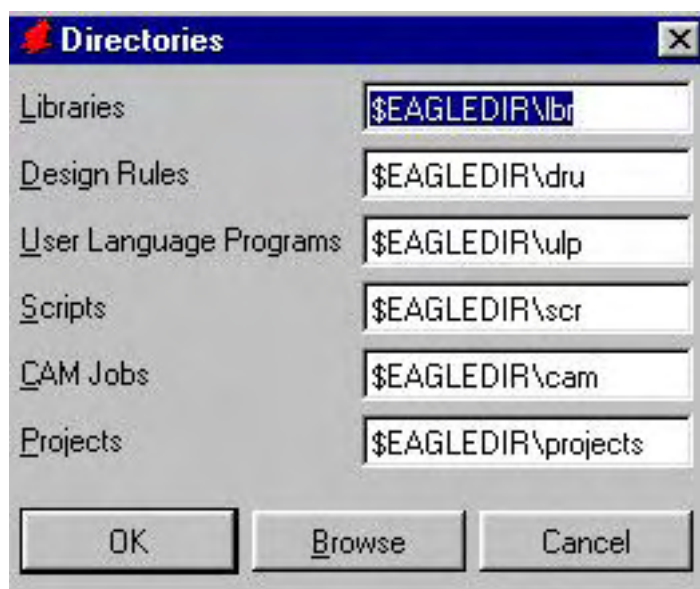 Directories
Libraries $EAGLEDIR\lbr
Design Rules $EAGLEDIR\dru
User Language Programs $EAGLEDIR\ulp
Scripts $EAGLEDIR\scr
CAM Jobs $EAGLEDIR\cam
Projects $EAGLEDIR\projects
OK Browse Cancel